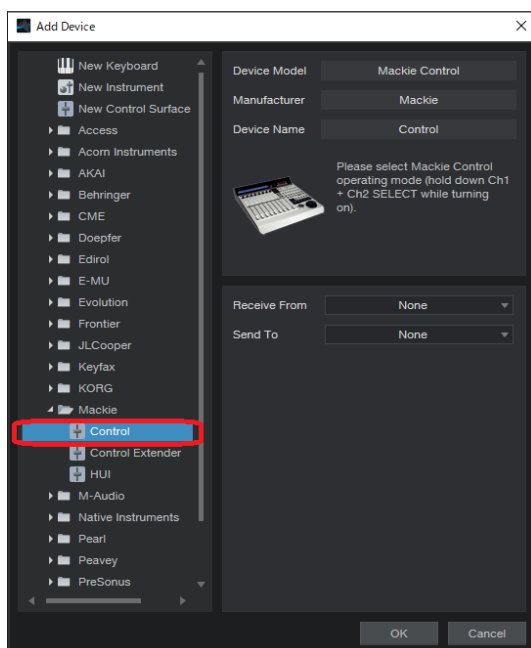 Add Device
New Keyboard
New Instrument
New Control Surface
Access
Acorn Instruments
AKAI
Behringer
CME
Doepfer
Edirol
E-MU
Evolution
Frontier
JLCooper
Keyfax
KORG
Mackie
Control
Control Extender
HUI
M-Audio
Native Instruments
Pearl
Peavey
PreSonus
Device Model Mackie Control
Manufacturer Mackie
Device Name Control
Please select Mackie Control
operating mode (hold down Ch1
+ Ch2 SELECT while turning
on).
Receive From None
Send To None
OK Cancel